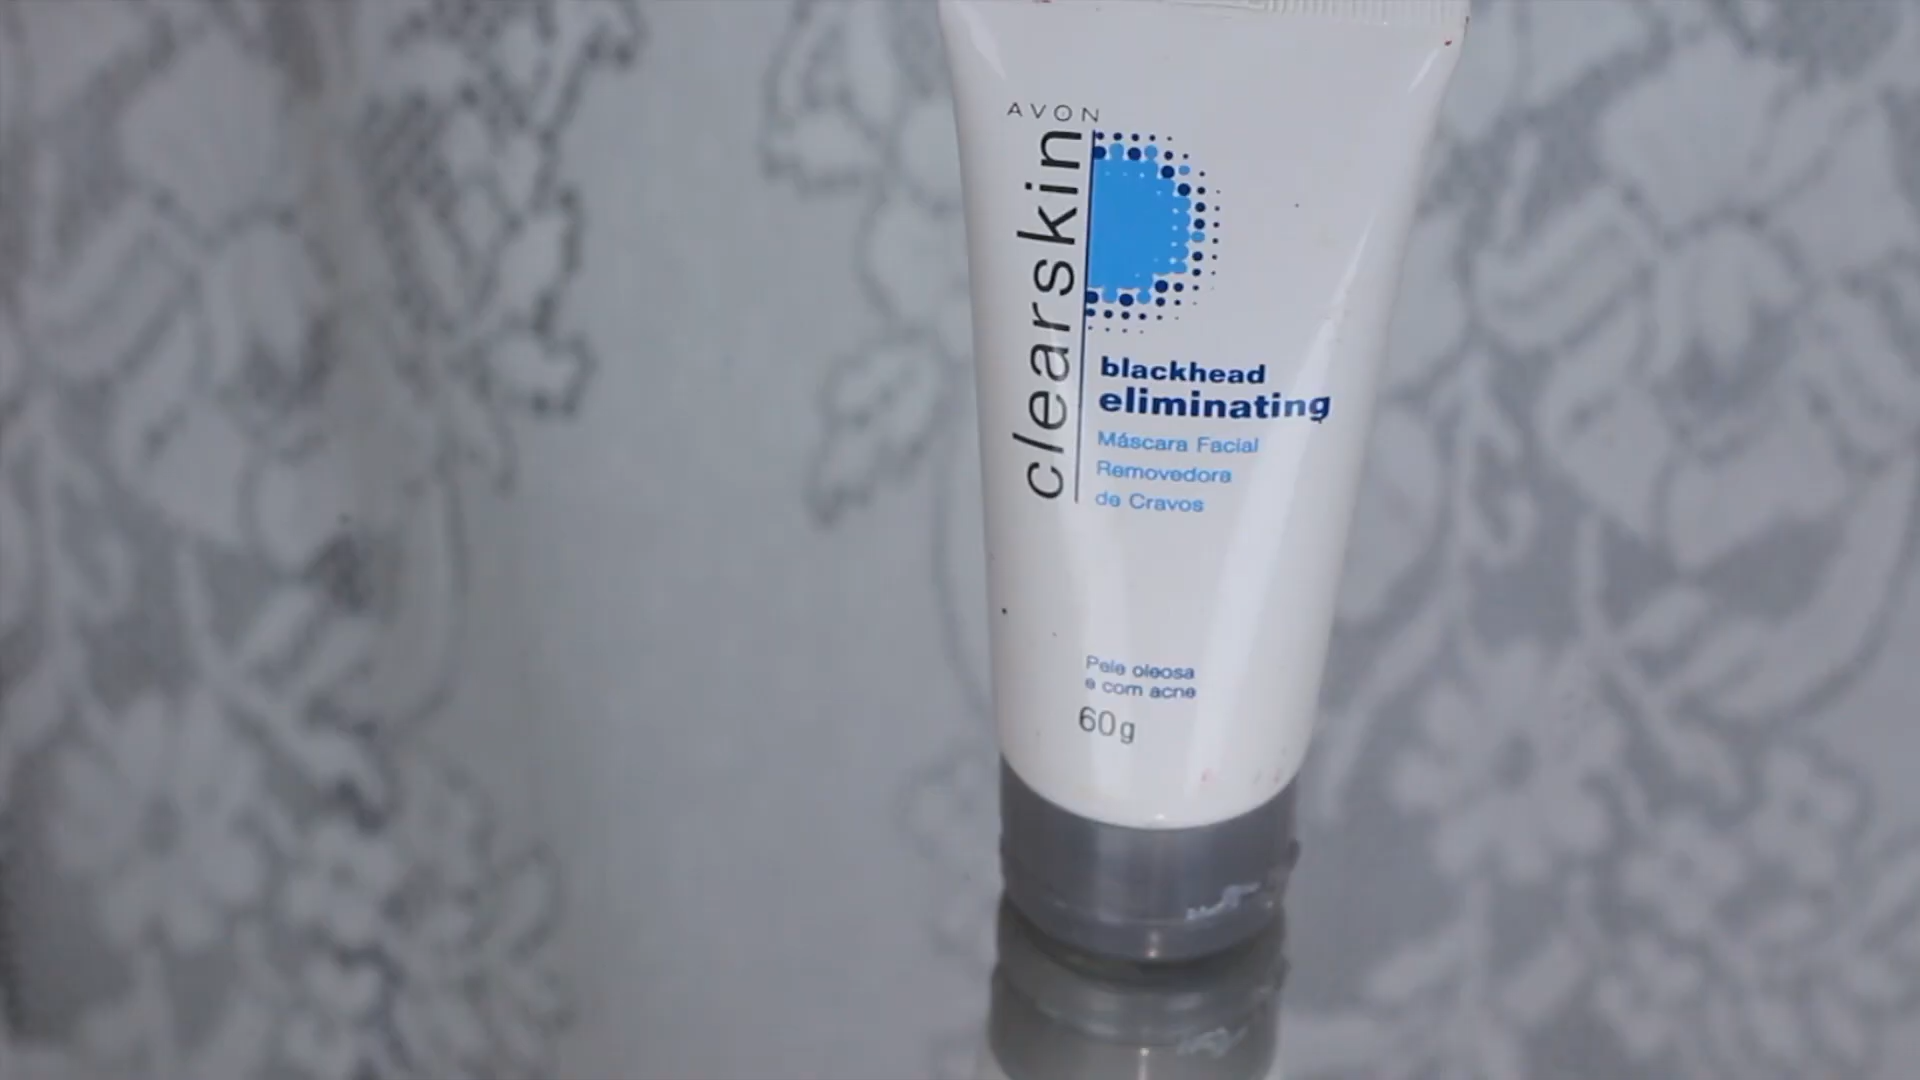 AVON
clearskin
blackhead
eliminating
Máscara Facial
Removedora
de Cravos
Pele oleosa
e com acne
60g